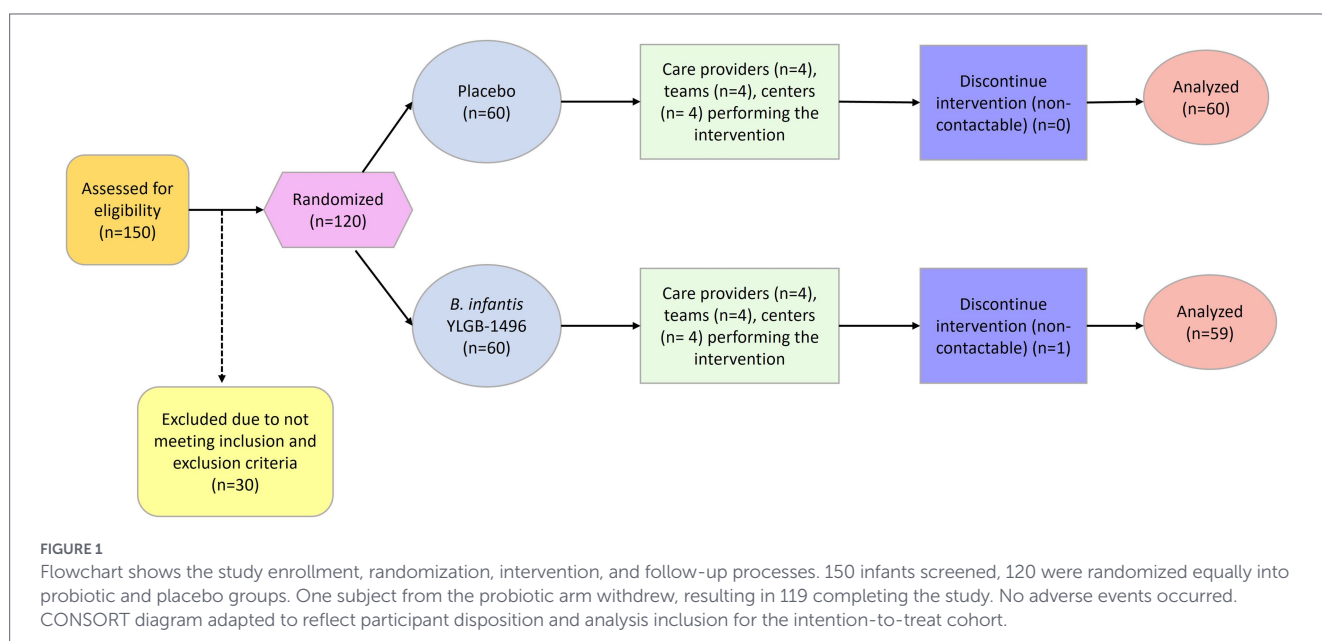 Assessed for
eligibility
(n=150)
Excluded due to not
meeting inclusion and
exclusion criteria
(n=30)
Randomized
(n=120)
Placebo
(n=60)
Care providers (n=4),
teams (n=4), centers
(n= 4) performing the
intervention
Discontinue
intervention (non-
contactable) (n=0)
Analyzed
(n=60)
B. infantis
YLGB-1496
(n=60)
Care providers (n=4),
teams (n=4), centers
(n= 4) performing the
intervention
Discontinue
intervention (non-
contactable) (n=1)
Analyzed
(n=59)
FIGURE 1
Flowchart shows the study enrollment, randomization, intervention, and follow-up processes. 150 infants screened, 120 were randomized equally into
probiotic and placebo groups. One subject from the probiotic arm withdrew, resulting in 119 completing the study. No adverse events occurred.
CONSORT diagram adapted to reflect participant disposition and analysis inclusion for the intention-to-treat cohort.